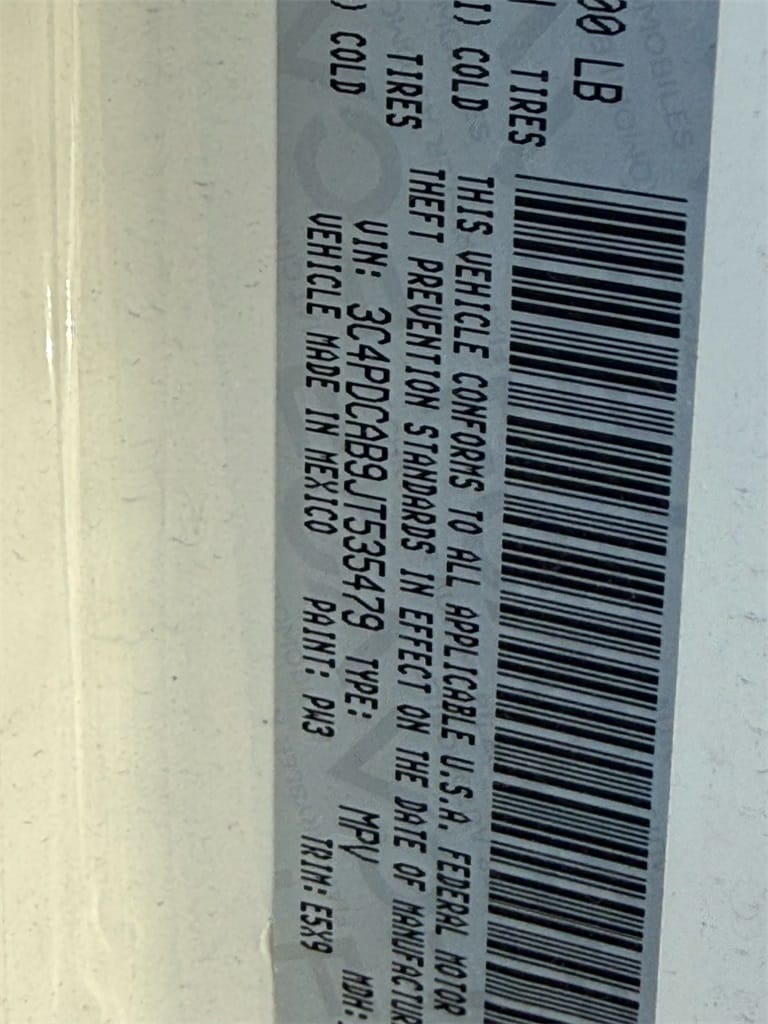 00 LB
TIRES
I) COLD
TIRES
) COLD
THIS VEHICLE CONFORMS TO ALL APPLICABLE U.S.A. FEDERAL MOTOR
THEFT PREVENTION STANDARDS IN EFFECT ON THE DATE OF MANUFACTUR
VIN: 3C4PDCAB9JT535479 TYPE: MPV MDH:
VEHICLE MADE IN MEXICO PAINT: PW3 TRIM: E5X9